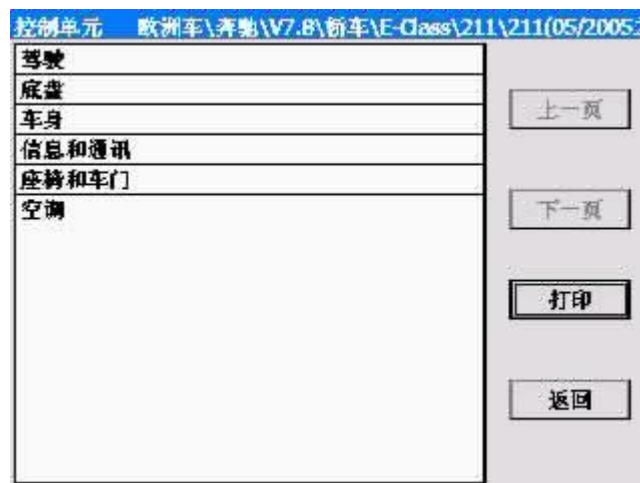 控制单元 欧洲车\奔驰\V7.8\轿车\E-Class\211\211(05/2005
驾驶
底盘
车身
信息和通讯
座椅和车门
空调
上一页
下一页
打印
返回